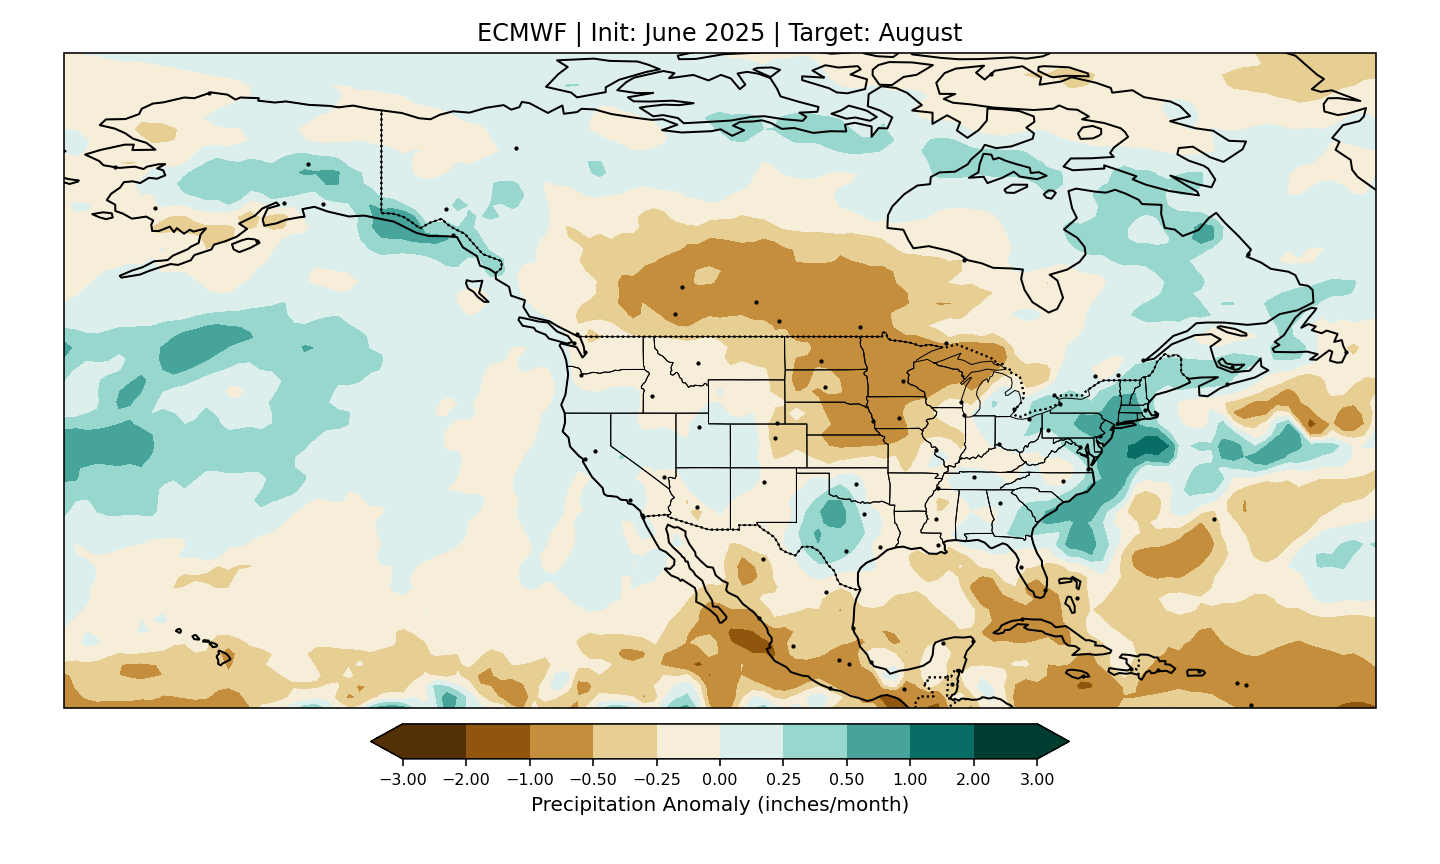 ECMWF | Init: June 2025 | Target: August
−3.00 −2.00 −1.00 −0.50 −0.25 0.00 0.25 0.50 1.00 2.00 3.00
Precipitation Anomaly (inches/month)